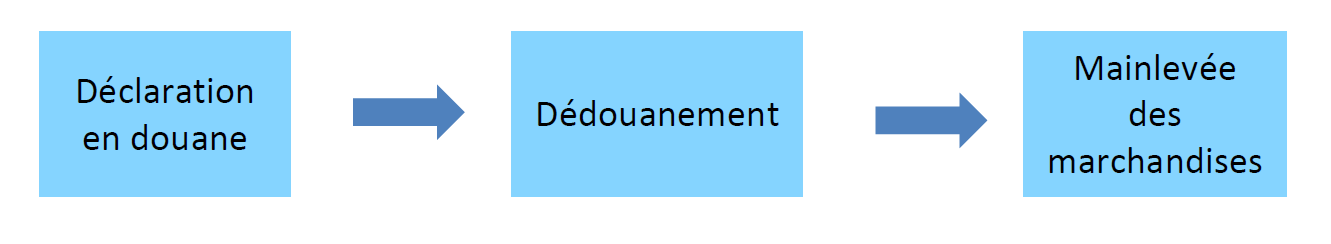 Déclaration
en douane
Dédouanement
Mainlevée
des
marchandises